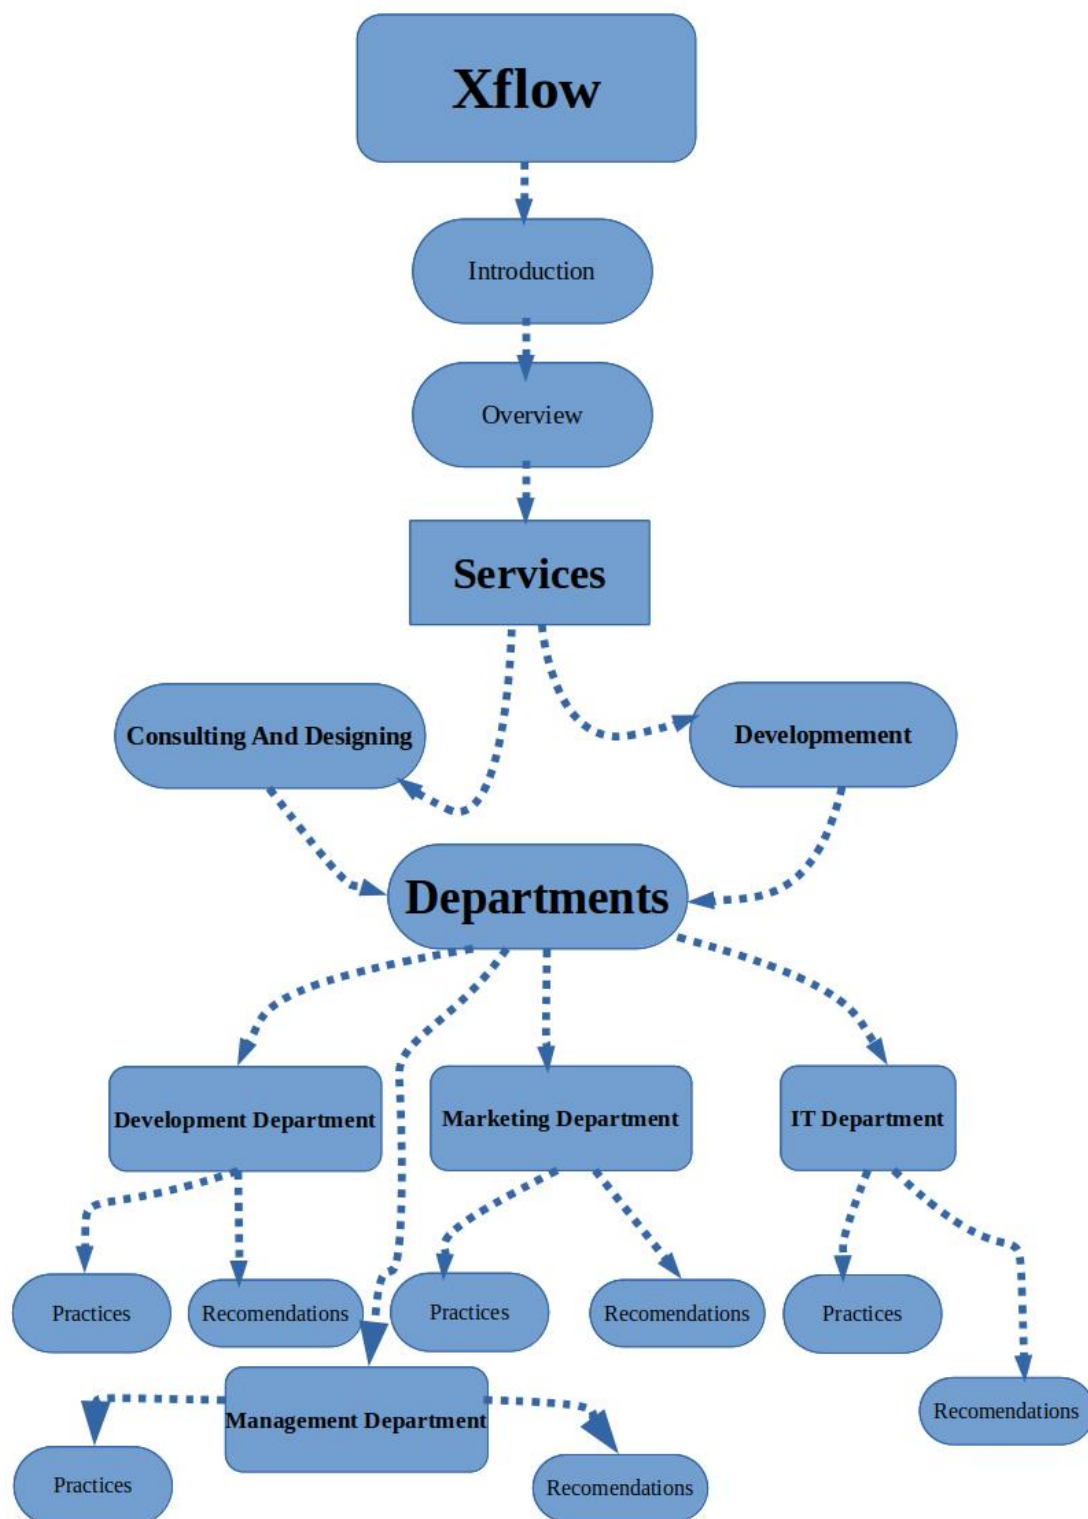 Xflow
Introduction
Overview
Services
Consulting And Designing
Developmement
Departments
Development Department
Marketing Department
IT Department
Practices
Recomendations
Practices
Recomendations
Practices
Recomendations
Management Department
Practices
Recomendations